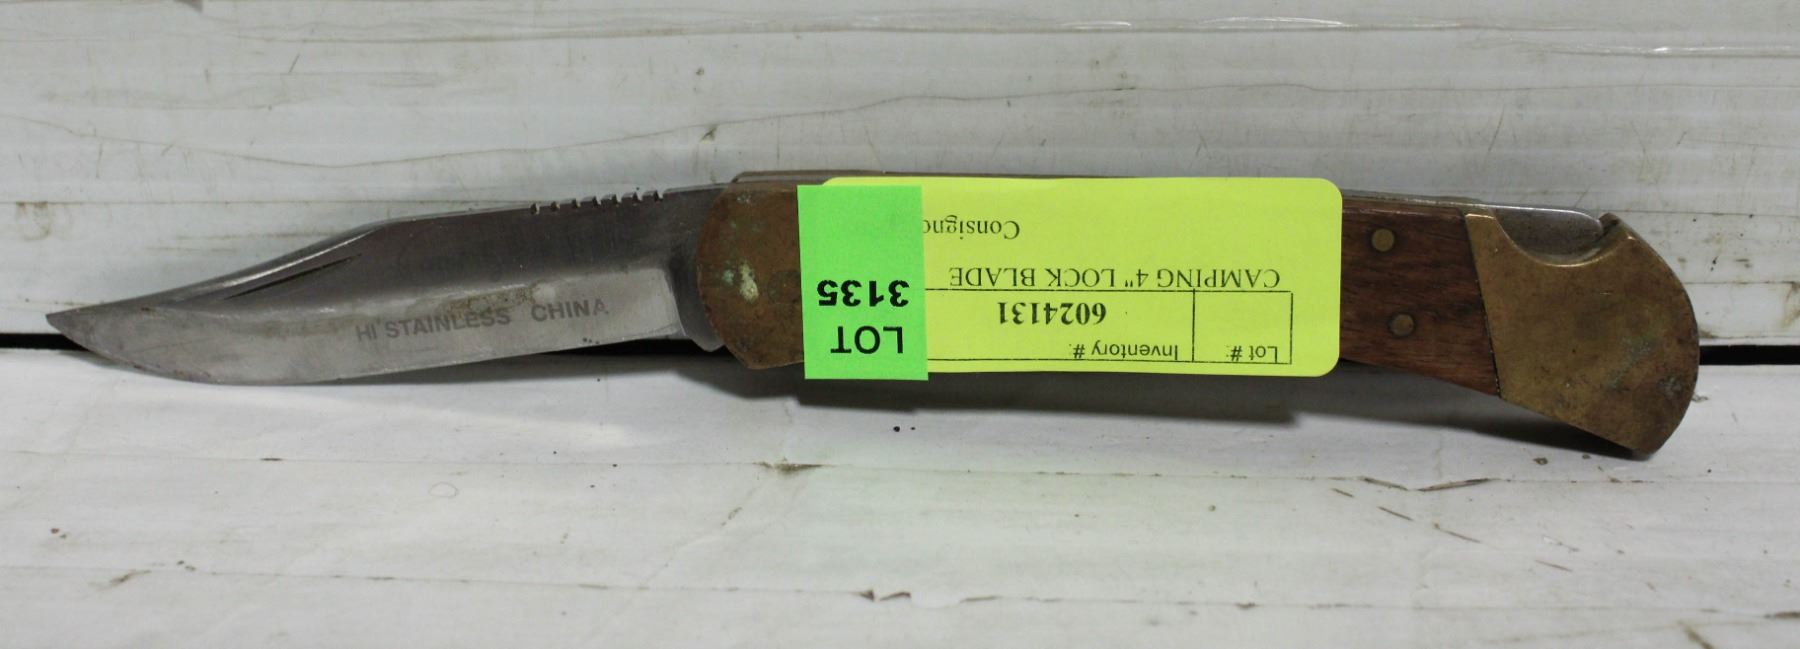 HI STAINLESS CHINA
LOT
3135
Lot #: Inventory #
6024131
CAMPING 4" LOCK BLADE